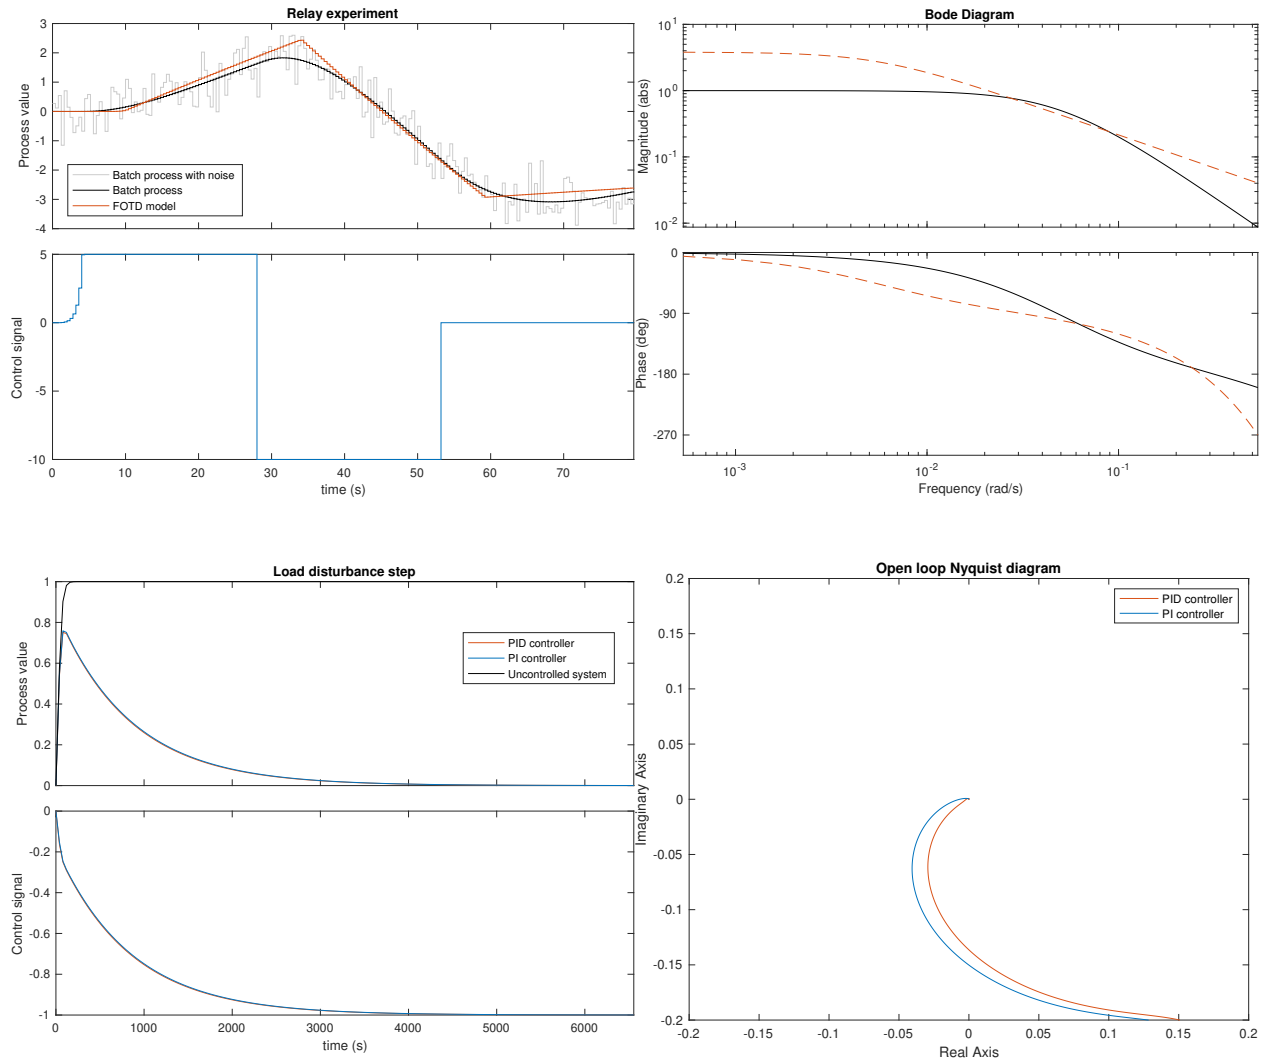 Relay experiment
Process value
3
2
1
0
-1
-2
-3
-4
Batch process with noise
Batch process
FOTD model
Control signal
5
0
-5
-10
0 10 20 30 40 50 60 70
time (s)
Bode Diagram
Magnitude (abs)
10^1
10^0
10^-1
10^-2
Phase (deg)
0
-90
-180
-270
10^-3 10^-2 10^-1
Frequency (rad/s)
Load disturbance step
Process value
1
0.8
0.6
0.4
0.2
0
PID controller
PI controller
Uncontrolled system
Control signal
0
-0.2
-0.4
-0.6
-0.8
-1
0 1000 2000 3000 4000 5000 6000
time (s)
Open loop Nyquist diagram
Imaginary Axis
0.2
0.15
0.1
0.05
0
-0.05
-0.1
-0.15
-0.2
PID controller
PI controller
-0.2 -0.15 -0.1 -0.05 0 0.05 0.1 0.15 0.2
Real Axis